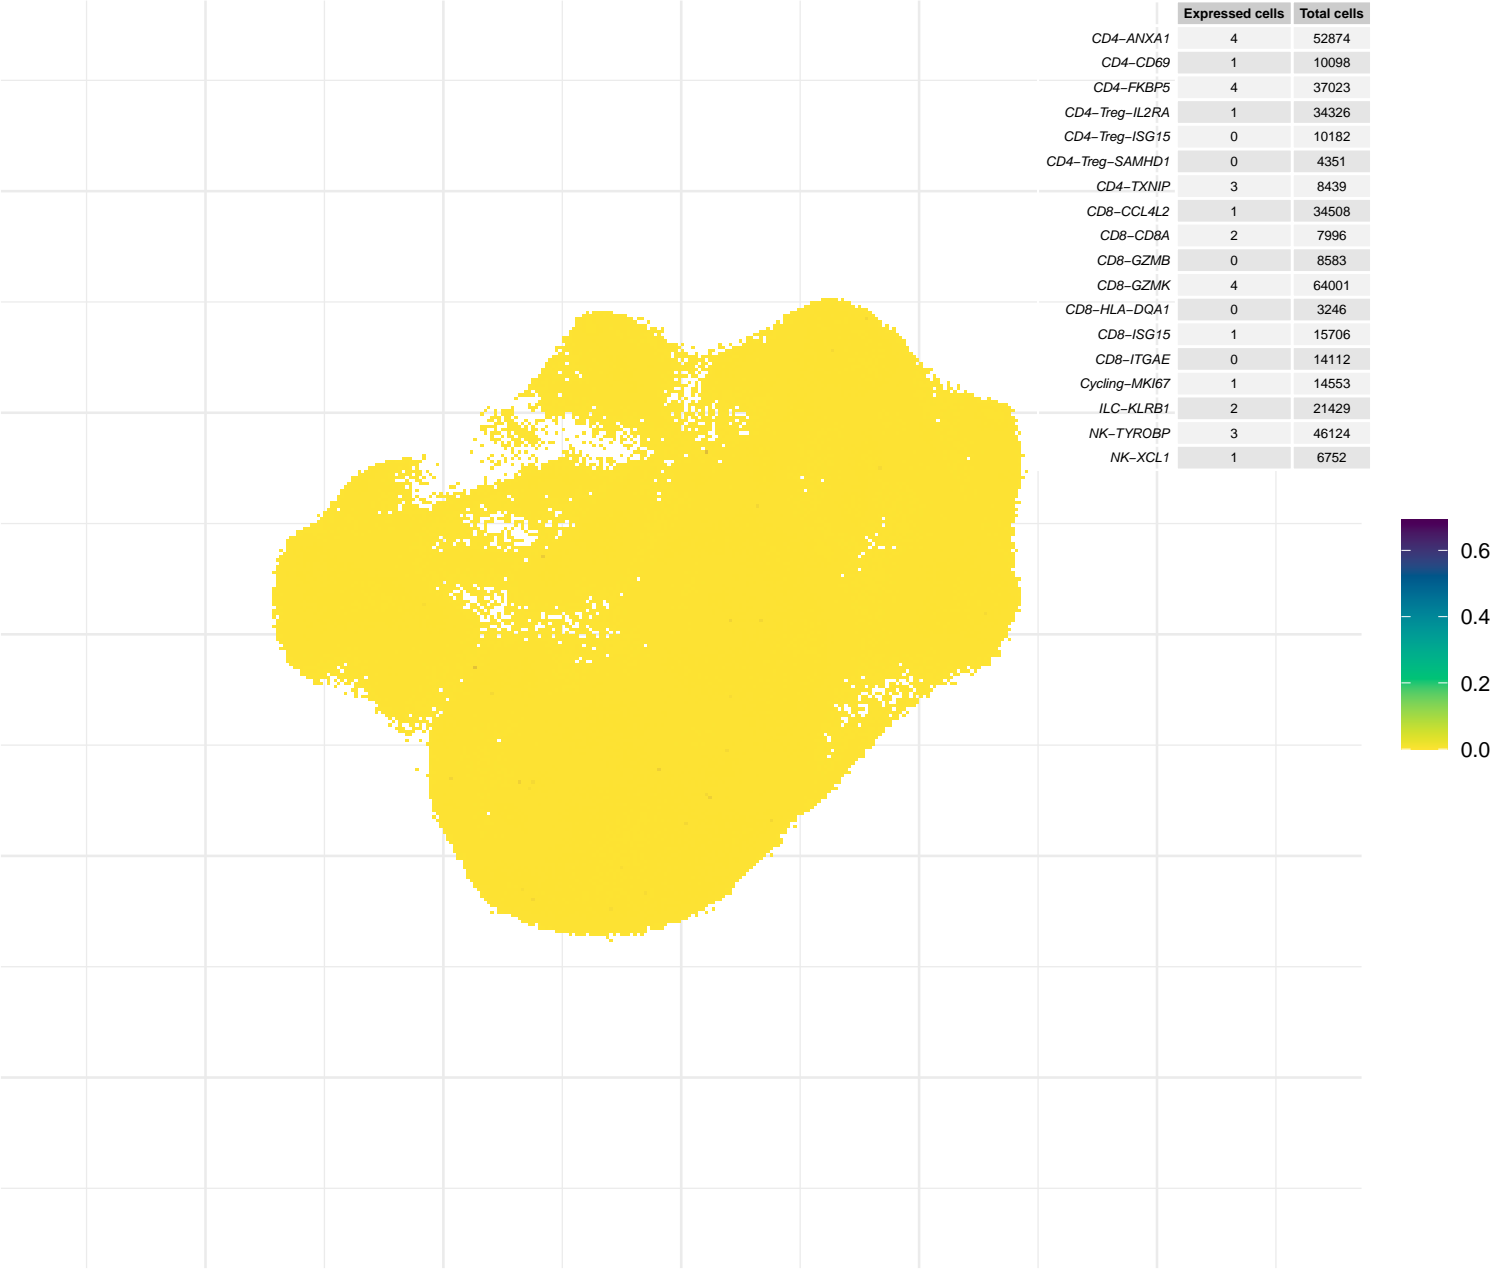 Expressed cells Total cells
CD4−ANXA1 4 52874
CD4−CD69 1 10098
CD4−FKBP5 4 37023
CD4−Treg−IL2RA 1 34326
CD4−Treg−ISG15 0 10182
CD4−Treg−SAMHD1 0 4351
CD4−TXNIP 3 8439
CD8−CCL4L2 1 34508
CD8−CD8A 2 7996
CD8−GZMB 0 8583
CD8−GZMK 4 64001
CD8−HLA−DQA1 0 3246
CD8−ISG15 1 15706
CD8−ITGAE 0 14112
Cycling−MKI67 1 14553
ILC−KLRB1 2 21429
NK−TYROBP 3 46124
NK−XCL1 1 6752
0.6
0.4
0.2
0.0